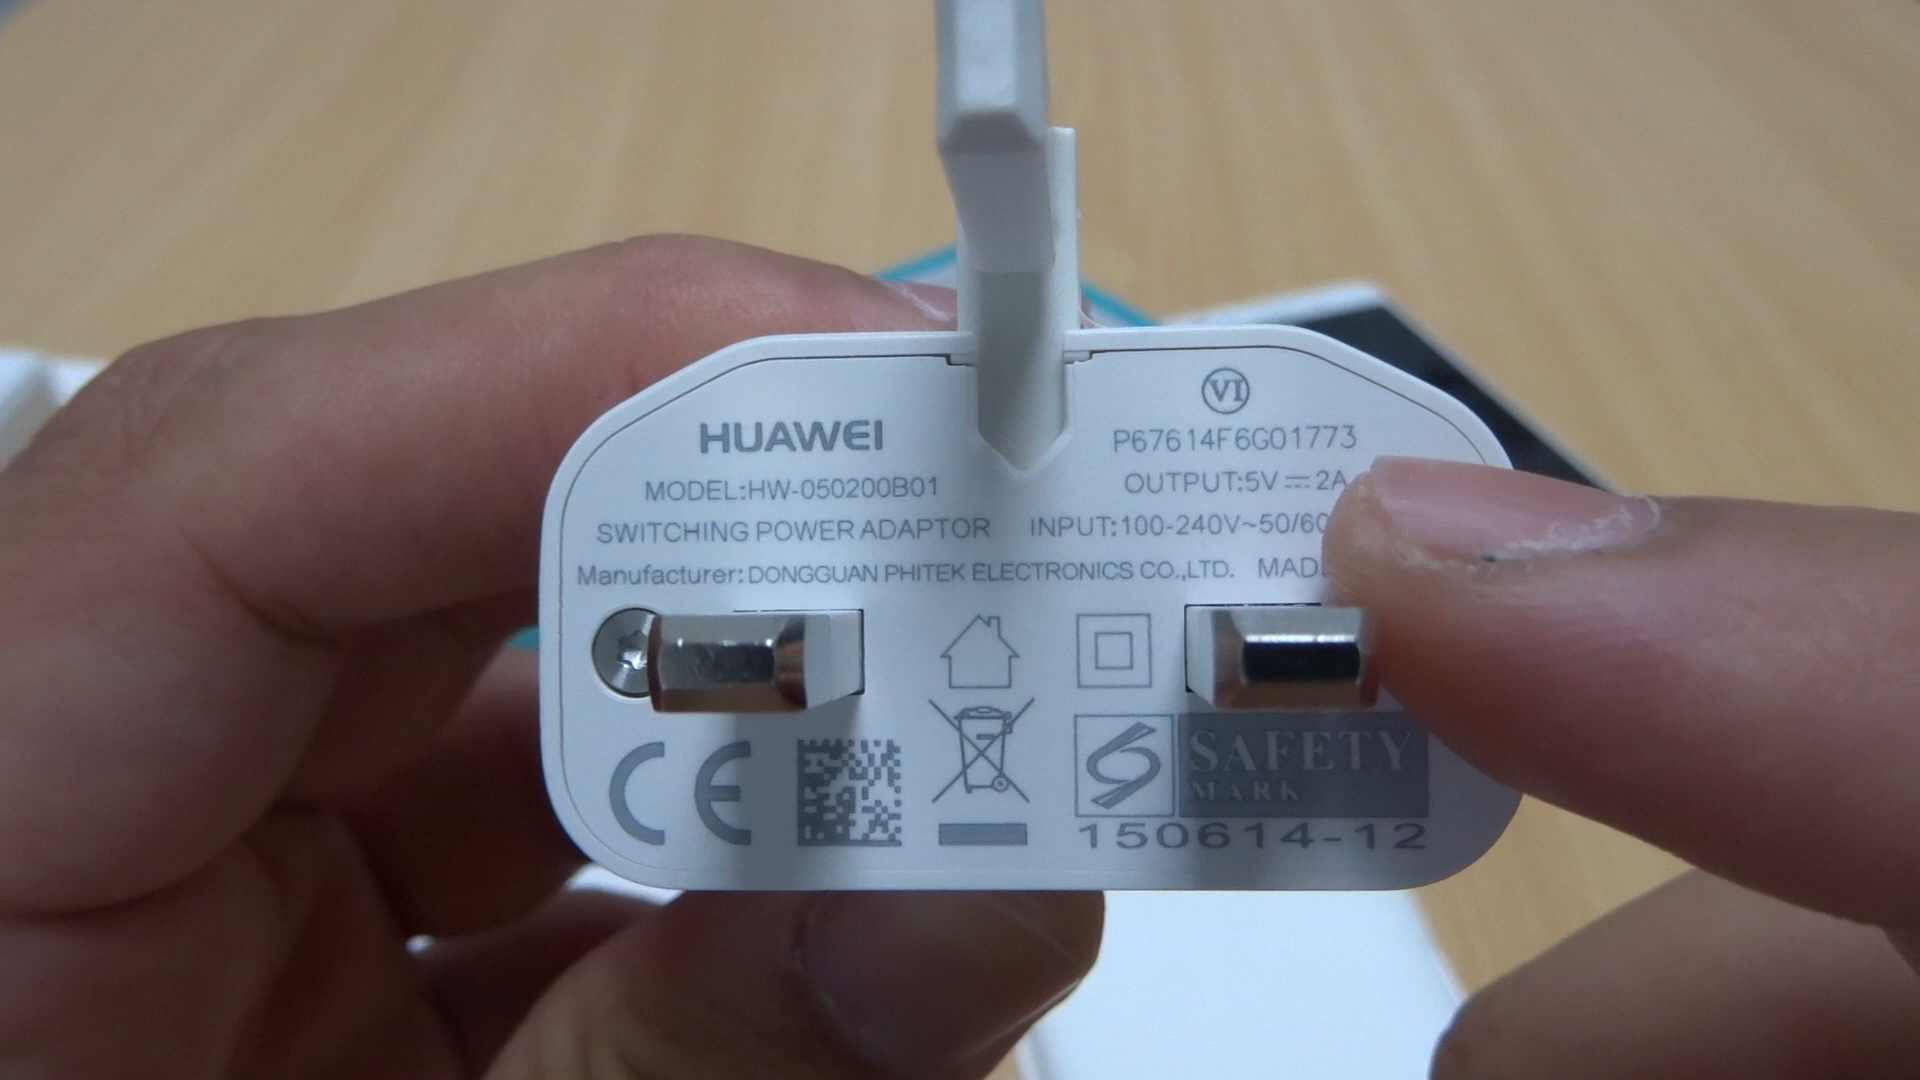 HUAWEI
MODEL:HW-050200B01
SWITCHING POWER ADAPTOR
VI
P67614F6G01773
OUTPUT:5V⎓2A
INPUT:100-240V~50/60
Manufacturer:DONGGUAN PHITEK ELECTRONICS CO.,LTD.
CE
SAFETY
MARK
150614-12